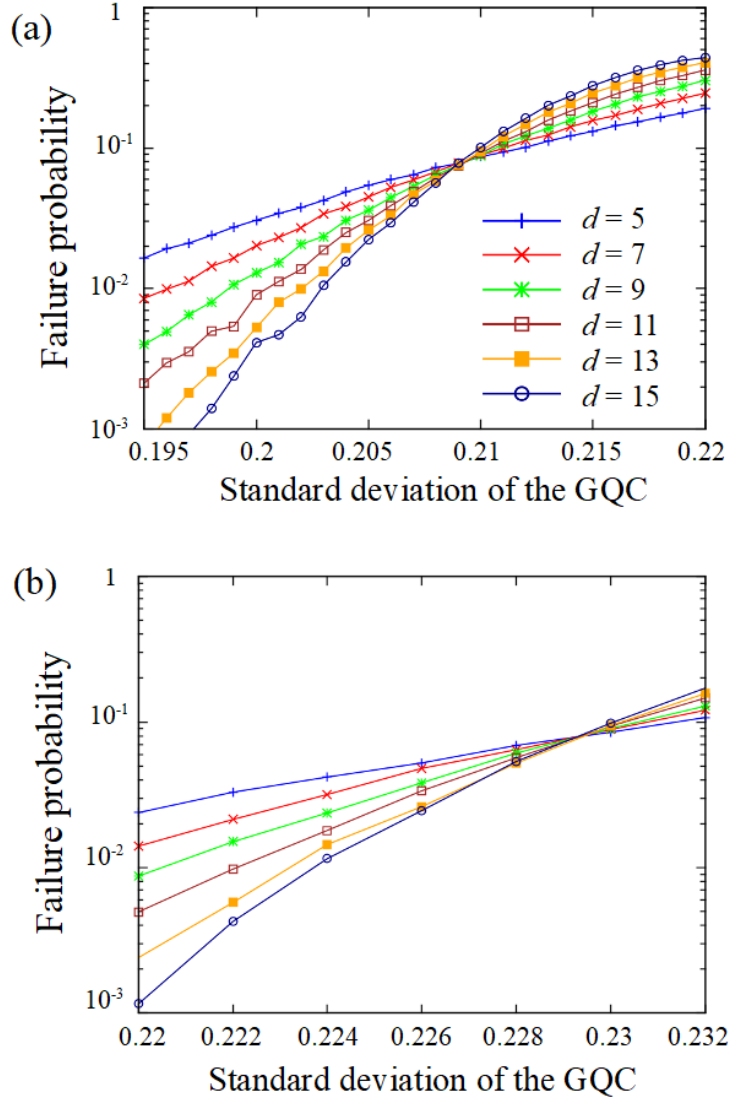 (a)
Failure probability
1
10⁻¹
10⁻²
10⁻³
d = 5
d = 7
d = 9
d = 11
d = 13
d = 15
0.195 0.2 0.205 0.21 0.215 0.22
Standard deviation of the GQC
(b)
Failure probability
1
10⁻¹
10⁻²
10⁻³
0.22 0.222 0.224 0.226 0.228 0.23 0.232
Standard deviation of the GQC